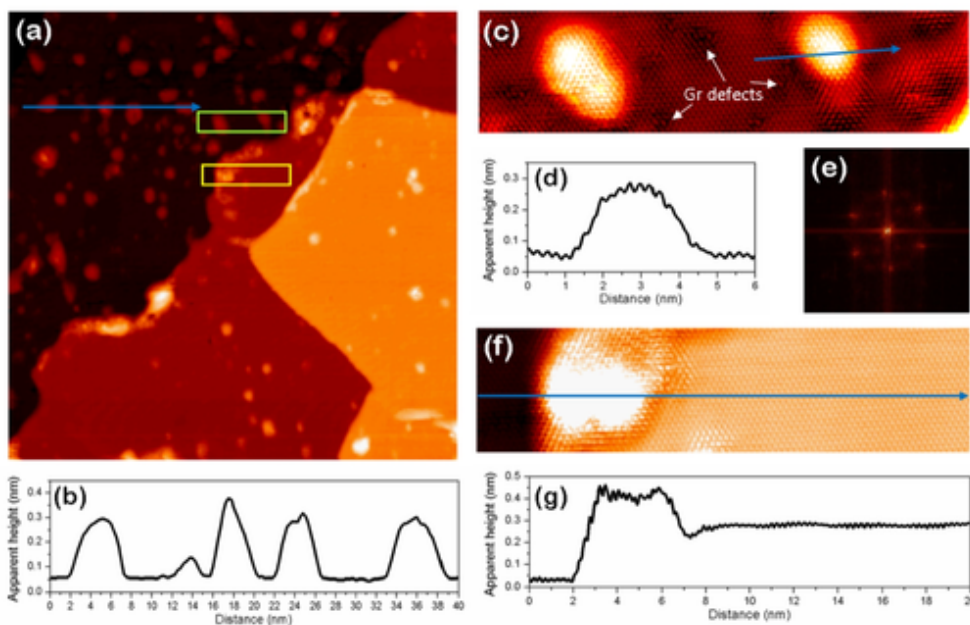 (a)
(b)
Apparent height (nm)
0.4
0.3
0.2
0.1
0.0
0 2 4 6 8 10 12 14 16 18 20 22 24 26 28 30 32 34 36 38 40
Distance (nm)
(c)
Gr defects
(d)
Apparent height (nm)
0.3
0.2
0.1
0.0
0 1 2 3 4 5 6
Distance (nm)
(e)
(f)
(g)
Apparent height (nm)
0.5
0.4
0.3
0.2
0.1
0.0
0 2 4 6 8 10 12 14 16 18
Distance (nm)